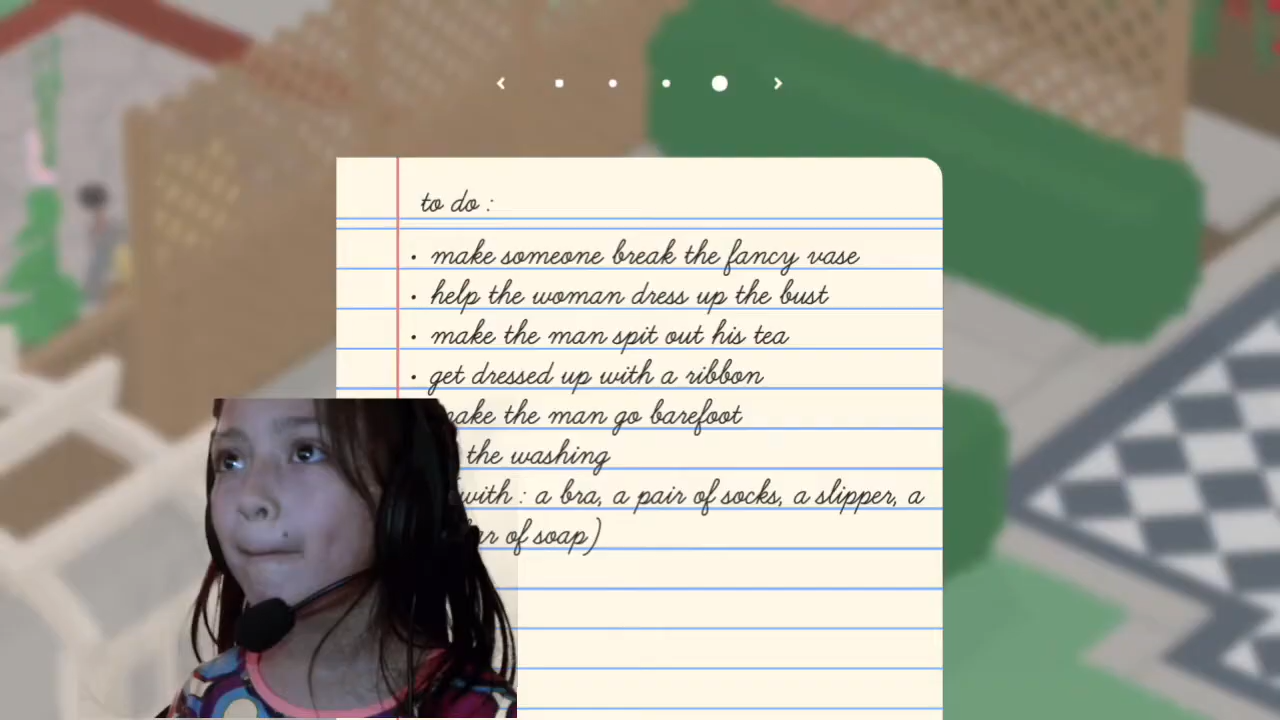 to do :
• make someone break the fancy vase
• help the woman dress up the bust
• make the man spit out his tea
• get dressed up with a ribbon
make the man go barefoot
the washing
with : a bra, a pair of socks, a slipper, a
of soap)